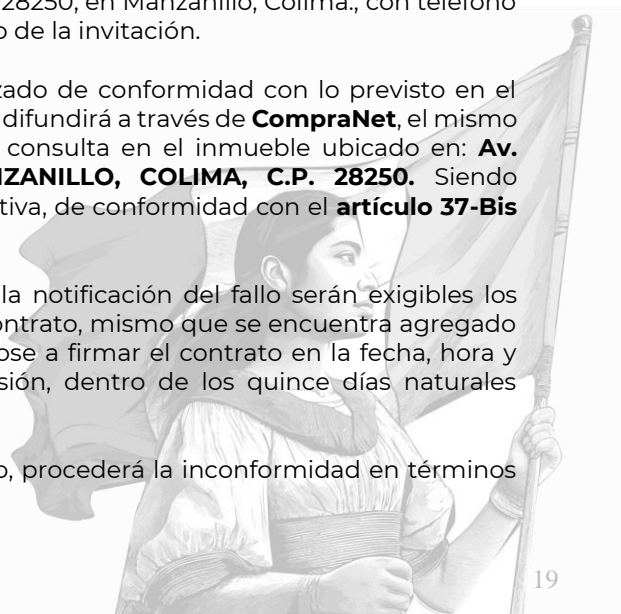 28250, en Manzanillo, Colima., con teléfono
o de la invitación.
zado de conformidad con lo previsto en el
difundirá a través de CompraNet, el mismo
consulta en el inmueble ubicado en: Av.
NZANILLO, COLIMA, C.P. 28250. Siendo
tiva, de conformidad con el artículo 37-Bis
la notificación del fallo serán exigibles los
ontrato, mismo que se encuentra agregado
ose a firmar el contrato en la fecha, hora y
sión, dentro de los quince días naturales
o, procederá la inconformidad en términos
19